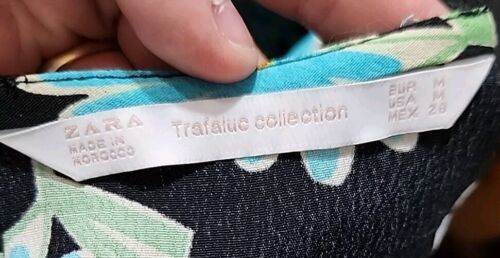 ZARA
MADE IN
MOROCCO
Trafaluc collection
EUR M
USA M
MEX 28